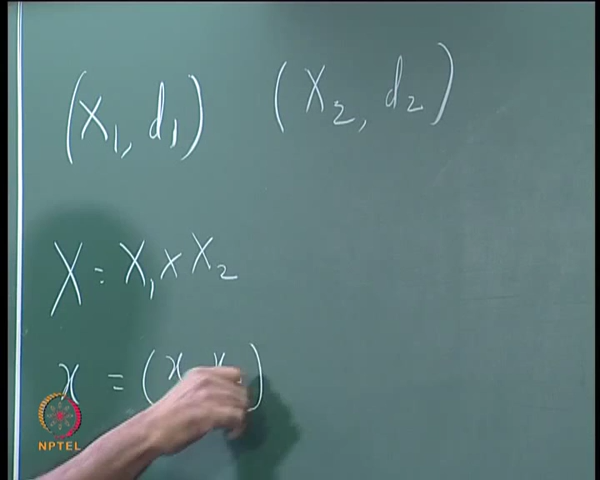 (X₁, d₁) (X₂, d₂)
X = X₁ × X₂
x = (x
NPTEL